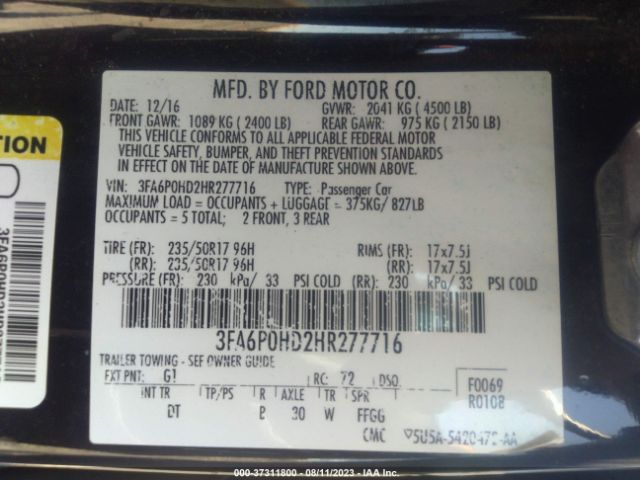 MFD. BY FORD MOTOR CO.
DATE: 12/16 GVWR: 2041 KG ( 4500 LB)
FRONT GAWR: 1089 KG ( 2400 LB) REAR GAWR: 975 KG ( 2150 LB)
THIS VEHICLE CONFORMS TO ALL APPLICABLE FEDERAL MOTOR
VEHICLE SAFETY, BUMPER, AND THEFT PREVENTION STANDARDS
IN EFFECT ON THE DATE OF MANUFACTURE SHOWN ABOVE.
VIN: 3FA6P0HD2HR277716 TYPE: Passenger Car
MAXIMUM LOAD = OCCUPANTS + LUGGAGE = 375KG/ 827LB
OCCUPANTS = 5 TOTAL; 2 FRONT, 3 REAR
TIRE (FR): 235/50R17 96H RIMS (FR): 17x7.5J
(RR): 235/50R17 96H (RR): 17x7.5J
PRESSURE (FR): 230 kPa/ 33 PSI COLD (RR): 230 kPa/ 33 PSI COLD
3FA6P0HD2HR277716
TRAILER TOWING - SEE OWNER GUIDE
EXT PNT: G1 RC: 72 DSO: F0069
INT TR TP/PS R AXLE TR SPR R0108
DT B 30 W FFGG
CMC 5U5A-5420472-AA
TION
000-37311800 - 08/11/2023 - IAA Inc.